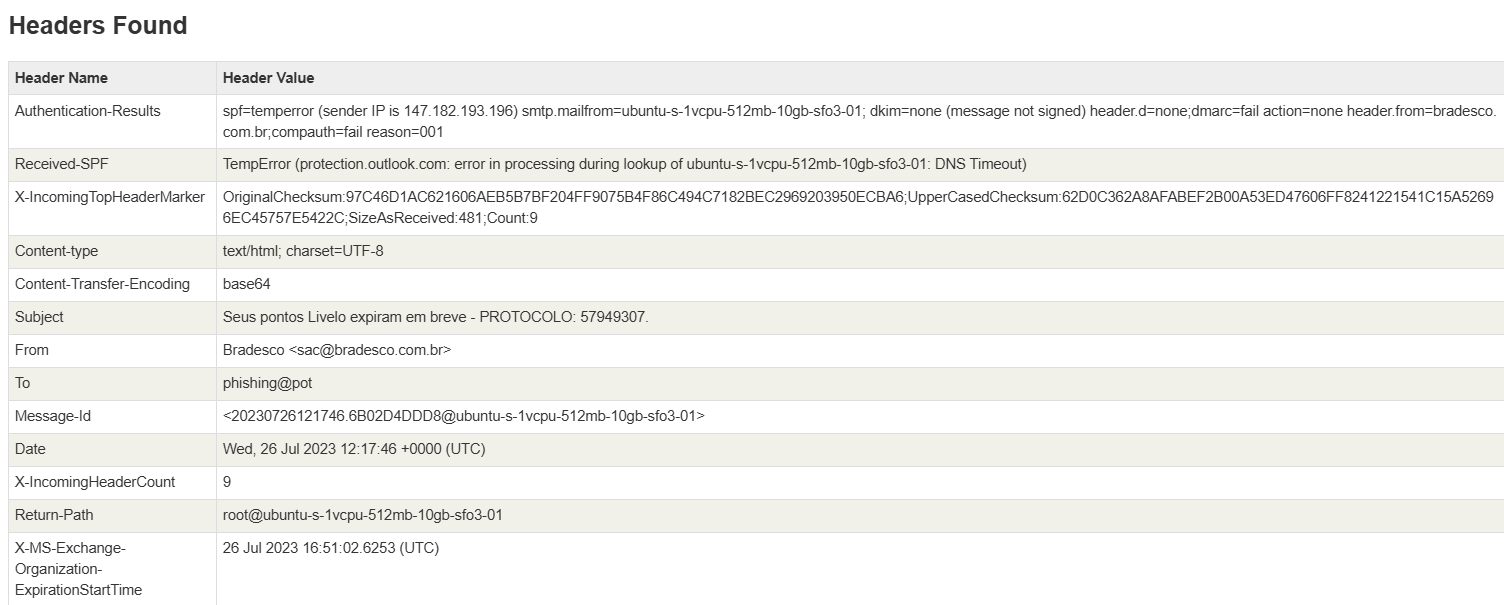 Headers Found
Header Name Header Value
Authentication-Results spf=temperror (sender IP is 147.182.193.196) smtp.mailfrom=ubuntu-s-1vcpu-512mb-10gb-sfo3-01; dkim=none (message not signed) header.d=none;dmarc=fail action=none header.from=bradesco.
com.br;compauth=fail reason=001
Received-SPF TempError (protection.outlook.com: error in processing during lookup of ubuntu-s-1vcpu-512mb-10gb-sfo3-01: DNS Timeout)
X-IncomingTopHeaderMarker OriginalChecksum:97C46D1AC621606AEB5B7BF204FF9075B4F86C494C7182BEC2969203950ECBA6;UpperCasedChecksum:62D0C362A8AFABEF2B00A53ED47606FF8241221541C15A5269
6EC45757E5422C;SizeAsReceived:481;Count:9
Content-type text/html; charset=UTF-8
Content-Transfer-Encoding base64
Subject Seus pontos Livelo expiram em breve - PROTOCOLO: 57949307.
From Bradesco <sac@bradesco.com.br>
To phishing@pot
Message-Id <20230726121746.6B02D4DDD8@ubuntu-s-1vcpu-512mb-10gb-sfo3-01>
Date Wed, 26 Jul 2023 12:17:46 +0000 (UTC)
X-IncomingHeaderCount 9
Return-Path root@ubuntu-s-1vcpu-512mb-10gb-sfo3-01
X-MS-Exchange- 26 Jul 2023 16:51:02.6253 (UTC)
Organization-
ExpirationStartTime